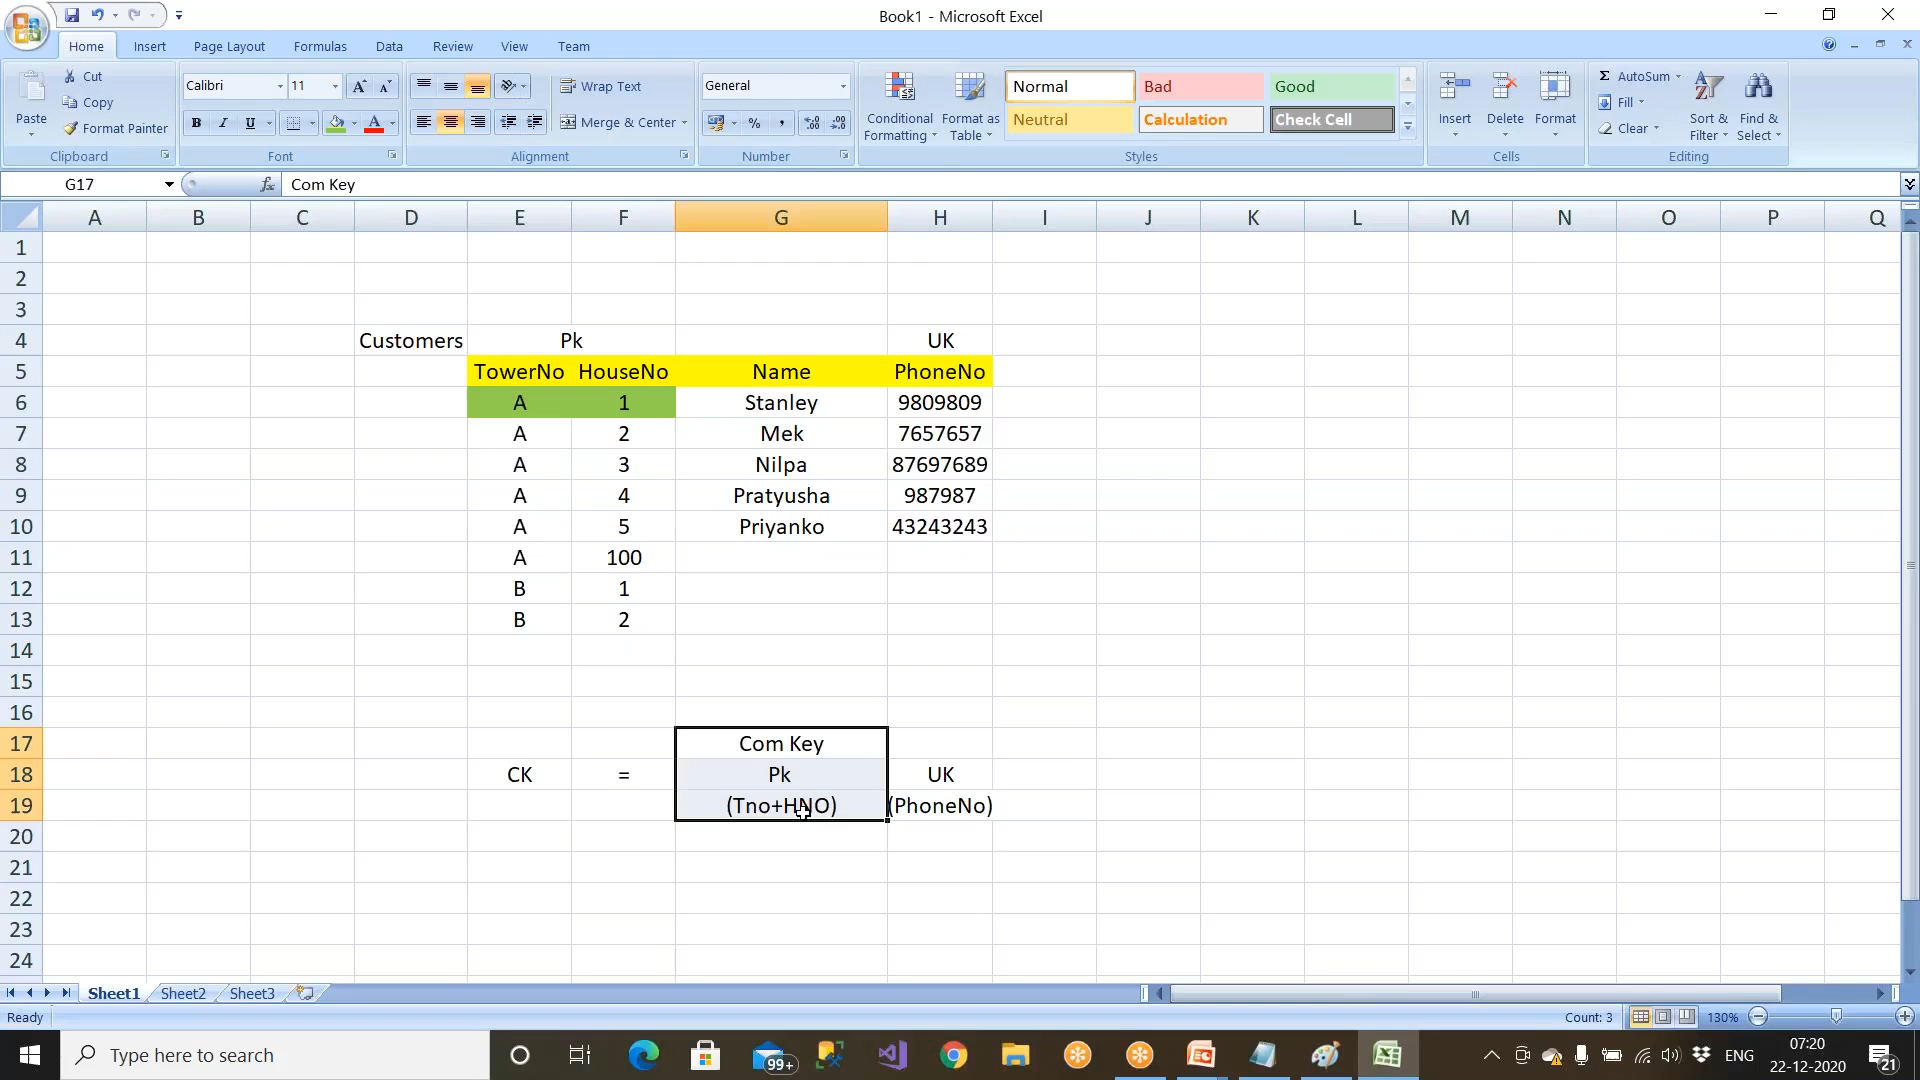 Book1 - Microsoft Excel
Home Insert Page Layout Formulas Data Review View Team
Paste
Cut
Copy
Format Painter
Clipboard
Calibri 11
B I U
Font
Wrap Text
Merge & Center
Alignment
General
%
Number
Conditional Formatting
Format as Table
Normal Bad Good
Neutral Calculation Check Cell
Styles
Insert Delete Format
Cells
Σ AutoSum
Fill
Clear
Sort & Filter
Find & Select
Editing
G17 fx Com Key
A B C D E F G H I J K L M N O P Q
1
2
3
4 Customers Pk UK
5 TowerNo HouseNo Name PhoneNo
6 A 1 Stanley 9809809
7 A 2 Mek 7657657
8 A 3 Nilpa 87697689
9 A 4 Pratyusha 987987
10 A 5 Priyanko 43243243
11 A 100
12 B 1
13 B 2
14
15
16
17 Com Key
18 CK = Pk UK
19 (Tno+HNO) (PhoneNo)
20
21
22
23
24
Sheet1 Sheet2 Sheet3
Ready Count: 3 130%
Type here to search 99+ ENG 07:20
22-12-2020 21